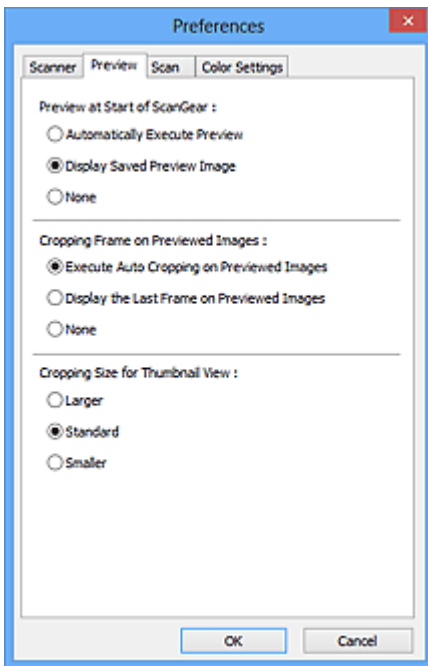 Preferences
Scanner Preview Scan Color Settings
Preview at Start of ScanGear :
Automatically Execute Preview
Display Saved Preview Image
None
Cropping Frame on Previewed Images :
Execute Auto Cropping on Previewed Images
Display the Last Frame on Previewed Images
None
Cropping Size for Thumbnail View :
Larger
Standard
Smaller
OK Cancel